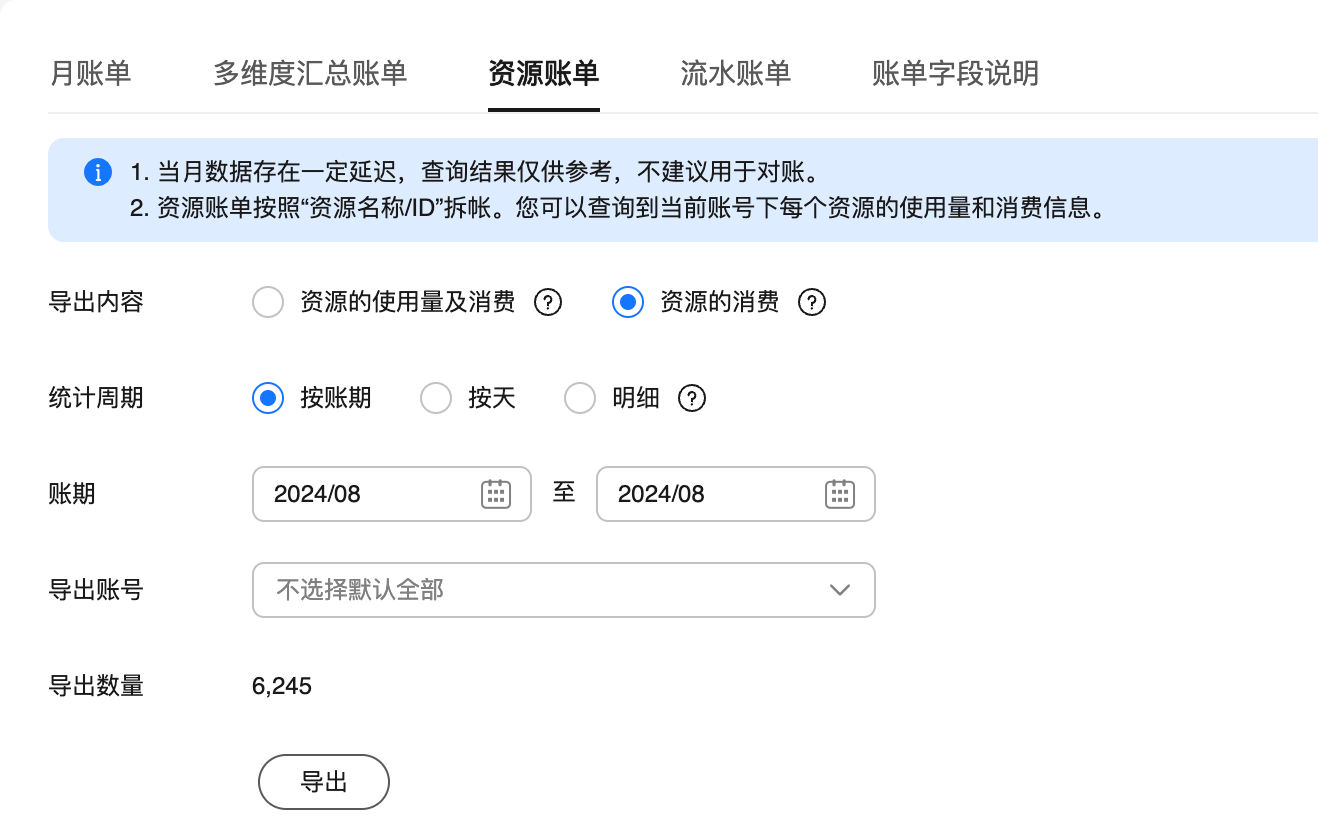 月账单 多维度汇总账单 资源账单 流水账单 账单字段说明
1. 当月数据存在一定延迟，查询结果仅供参考，不建议用于对账。
2. 资源账单按照“资源名称/ID”拆帐。您可以查询到当前账号下每个资源的使用量和消费信息。
导出内容 资源的使用量及消费 ? 资源的消费 ?
统计周期 按账期 按天 明细 ?
账期 2024/08 至 2024/08
导出账号 不选择默认全部
导出数量 6,245
导出